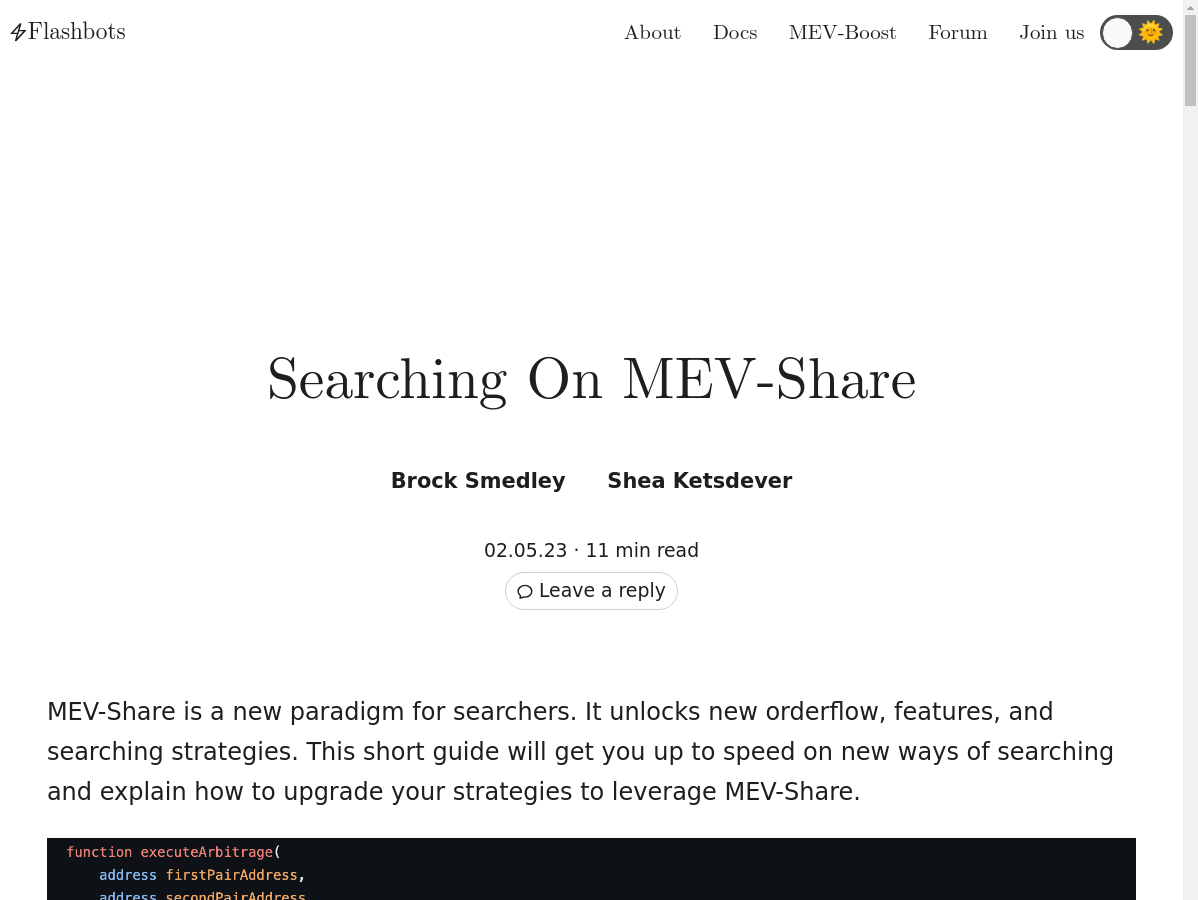 Flashbots
About
Docs
MEV-Boost
Forum
Join us
Searching On MEV-Share
Brock Smedley Shea Ketsdever
02.05.23 · 11 min read
Leave a reply
MEV-Share is a new paradigm for searchers. It unlocks new orderflow, features, and
searching strategies. This short guide will get you up to speed on new ways of searching
and explain how to upgrade your strategies to leverage MEV-Share.
function executeArbitrage(
address firstPairAddress,
address secondPairAddress